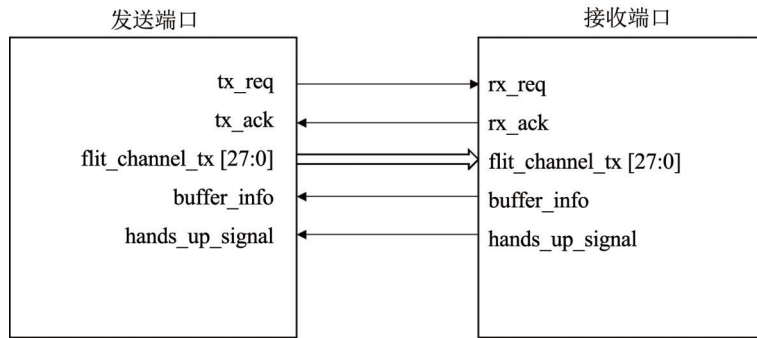 发送端口
接收端口
tx_req
rx_req
tx_ack
rx_ack
flit_channel_tx [27:0]
flit_channel_tx [27:0]
buffer_info
buffer_info
hands_up_signal
hands_up_signal